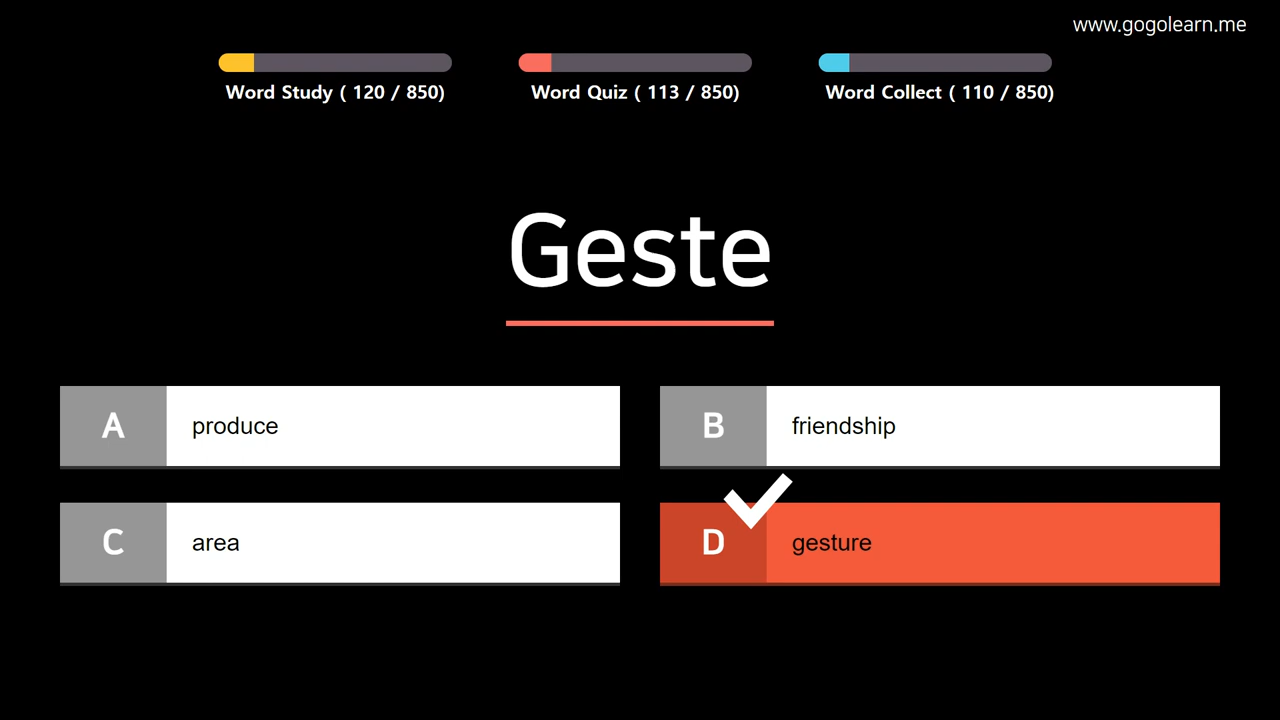 www.gogolearn.me
Word Study ( 120 / 850)
Word Quiz ( 113 / 850)
Word Collect ( 110 / 850)
Geste
A produce
B friendship
C area
D gesture